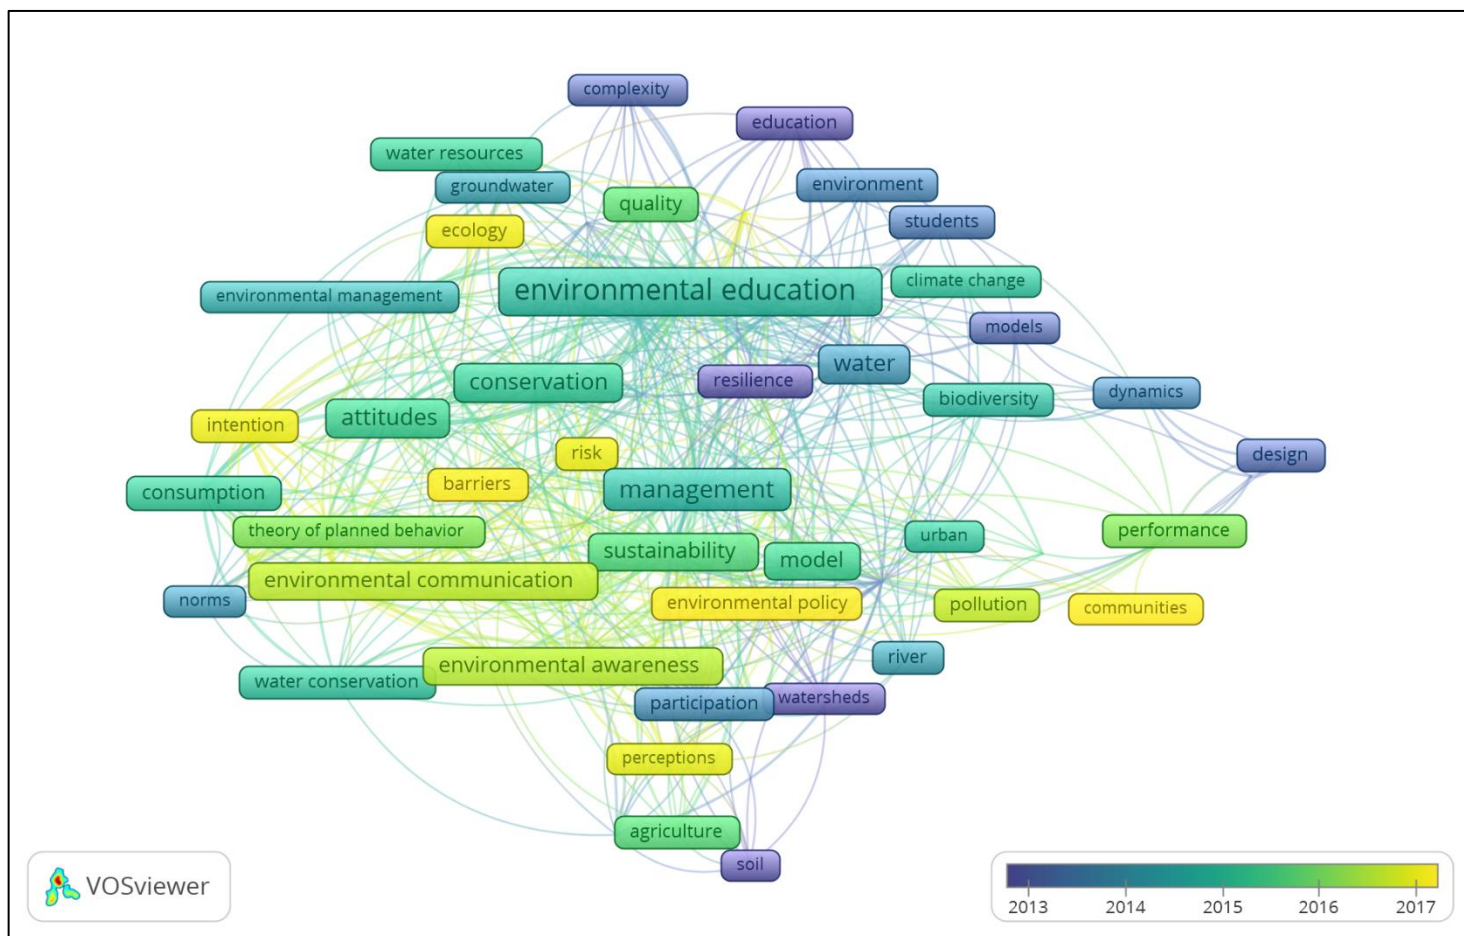 complexity
education
water resources
groundwater
environment
quality
students
ecology
environmental education
climate change
environmental management
models
water
resilience
conservation
dynamics
biodiversity
attitudes
intention
risk
design
barriers
management
consumption
theory of planned behavior
performance
urban
sustainability
model
environmental communication
norms
environmental policy
pollution
communities
river
environmental awareness
water conservation
participation
watersheds
perceptions
agriculture
soil
VOSviewer
2013 2014 2015 2016 2017